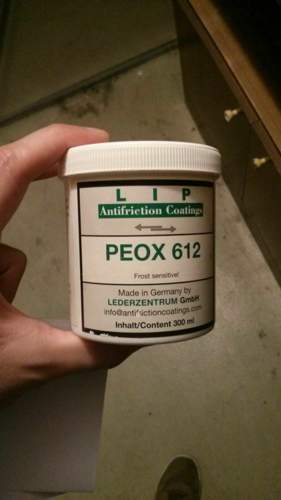 L I P
Antifriction Coatings
PEOX 612
Frost sensitive!
Made in Germany by
LEDERZENTRUM GmbH
info@antifrictioncoatings.com
Inhalt/Content 300 ml